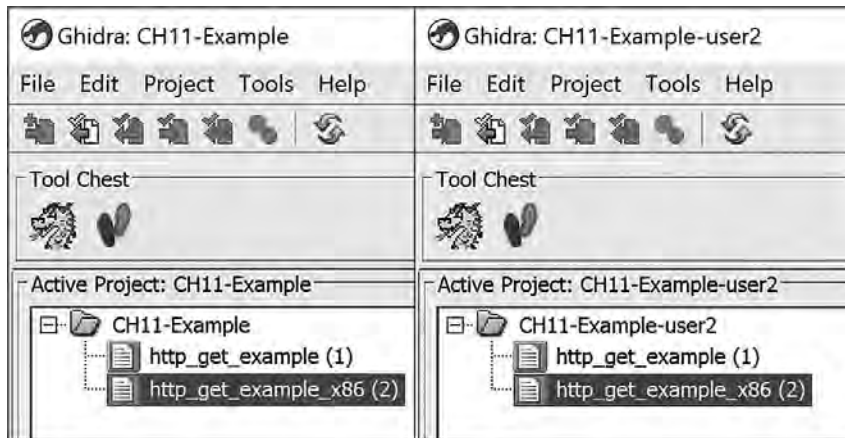 Ghidra: CH11-Example
File Edit Project Tools Help
Tool Chest
Active Project: CH11-Example
CH11-Example
http_get_example (1)
http_get_example_x86 (2)
Ghidra: CH11-Example-user2
File Edit Project Tools Help
Tool Chest
Active Project: CH11-Example-user2
CH11-Example-user2
http_get_example (1)
http_get_example_x86 (2)